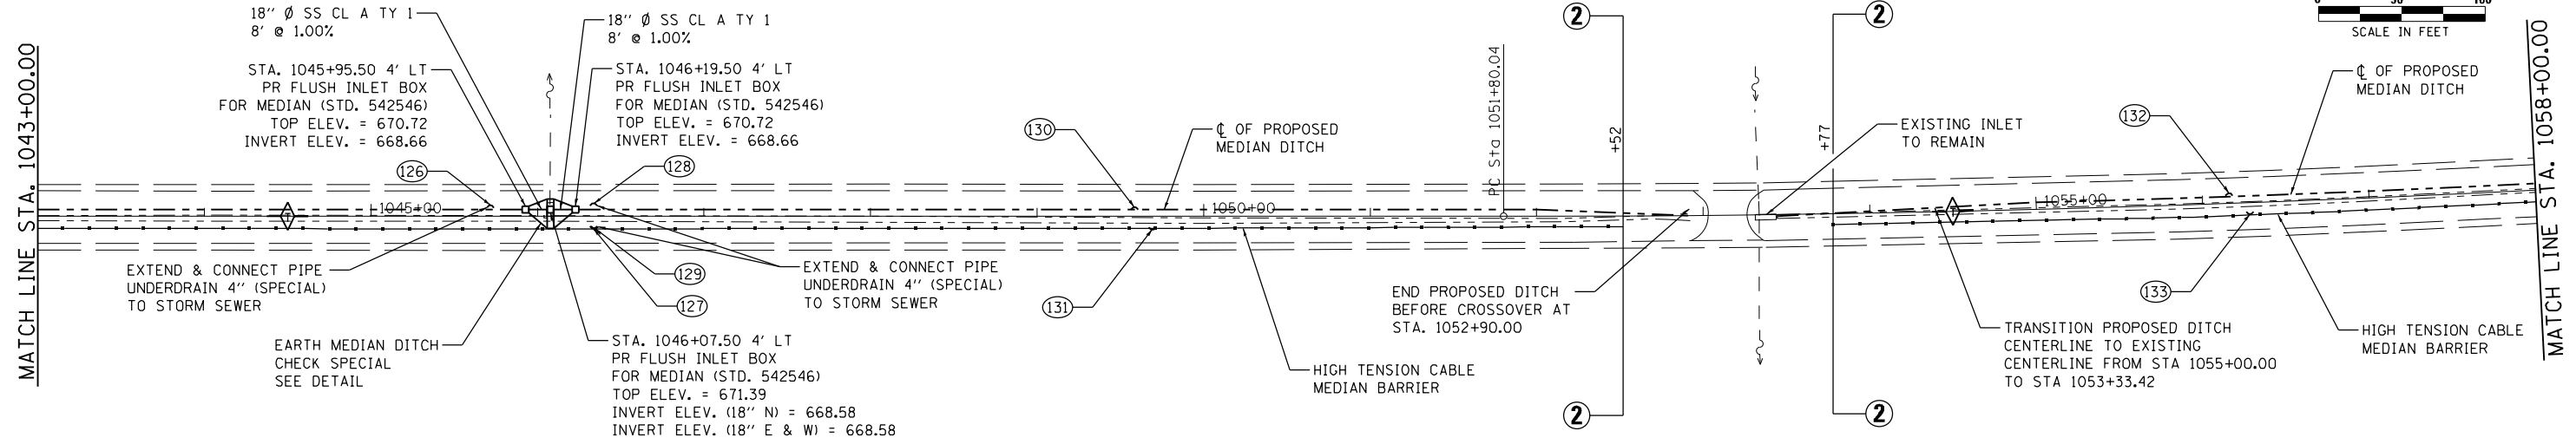 MATCH LINE STA. 1043+00.00
18" Ø SS CL A TY 1
8' @ 1.00%
STA. 1045+95.50 4' LT
PR FLUSH INLET BOX
FOR MEDIAN (STD. 542546)
TOP ELEV. = 670.72
INVERT ELEV. = 668.66
18" Ø SS CL A TY 1
8' @ 1.00%
STA. 1046+19.50 4' LT
PR FLUSH INLET BOX
FOR MEDIAN (STD. 542546)
TOP ELEV. = 670.72
INVERT ELEV. = 668.66
126
128
1045+00
EXTEND & CONNECT PIPE
UNDERDRAIN 4" (SPECIAL)
TO STORM SEWER
EARTH MEDIAN DITCH
CHECK SPECIAL
SEE DETAIL
129
127
EXTEND & CONNECT PIPE
UNDERDRAIN 4" (SPECIAL)
TO STORM SEWER
STA. 1046+07.50 4' LT
PR FLUSH INLET BOX
FOR MEDIAN (STD. 542546)
TOP ELEV. = 671.39
INVERT ELEV. (18" N) = 668.58
INVERT ELEV. (18" E & W) = 668.58
130
℄ OF PROPOSED
MEDIAN DITCH
1050+00
131
HIGH TENSION CABLE
MEDIAN BARRIER
PC Sta 1051+80.04
2
+52
2
END PROPOSED DITCH
BEFORE CROSSOVER AT
STA. 1052+90.00
2
+77
2
EXISTING INLET
TO REMAIN
132
℄ OF PROPOSED
MEDIAN DITCH
1055+00
133
TRANSITION PROPOSED DITCH
CENTERLINE TO EXISTING
CENTERLINE FROM STA 1055+00.00
TO STA 1053+33.42
HIGH TENSION CABLE
MEDIAN BARRIER
SCALE IN FEET
MATCH LINE STA. 1058+00.00